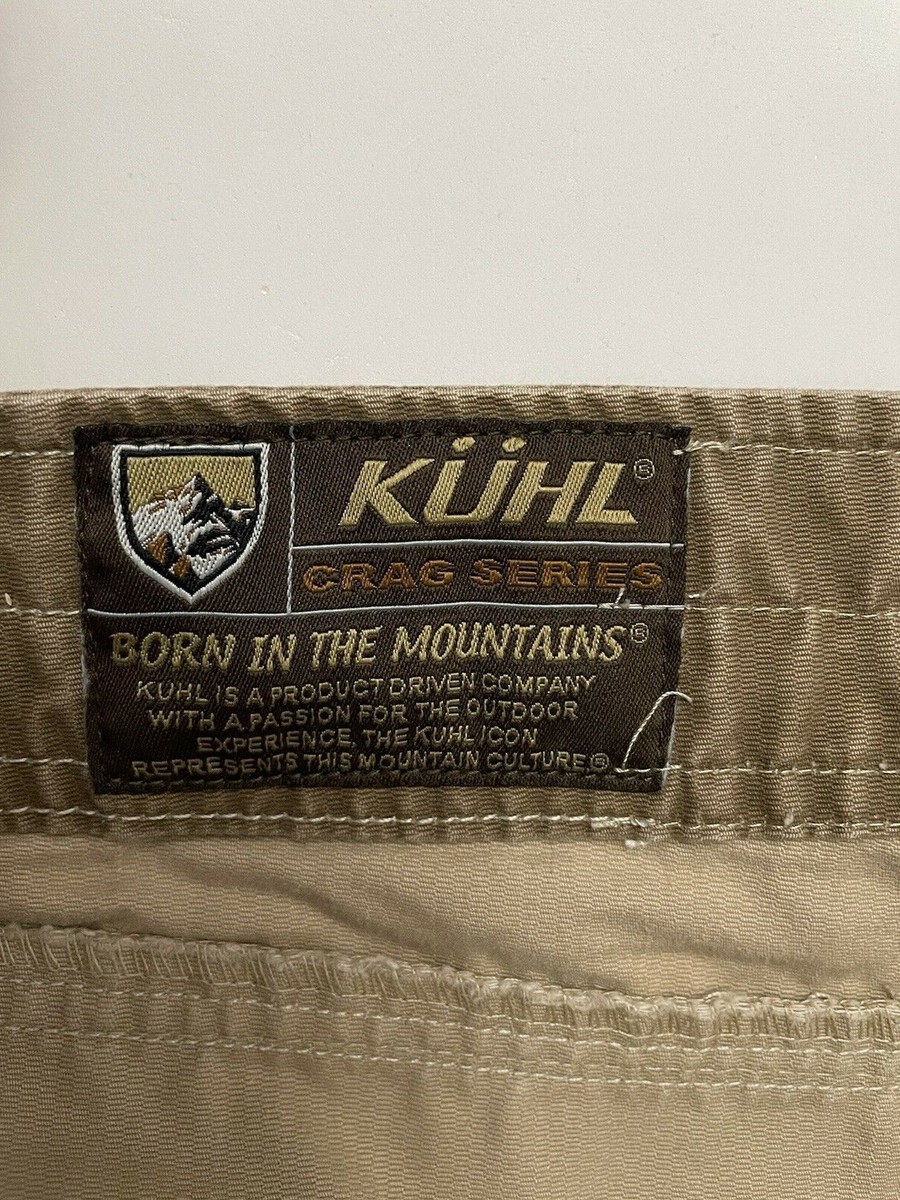 KÜHL®
CRAG SERIES
BORN IN THE MOUNTAINS®
KUHL IS A PRODUCT DRIVEN COMPANY
WITH A PASSION FOR THE OUTDOOR
EXPERIENCE. THE KUHL ICON
REPRESENTS THIS MOUNTAIN CULTURE®